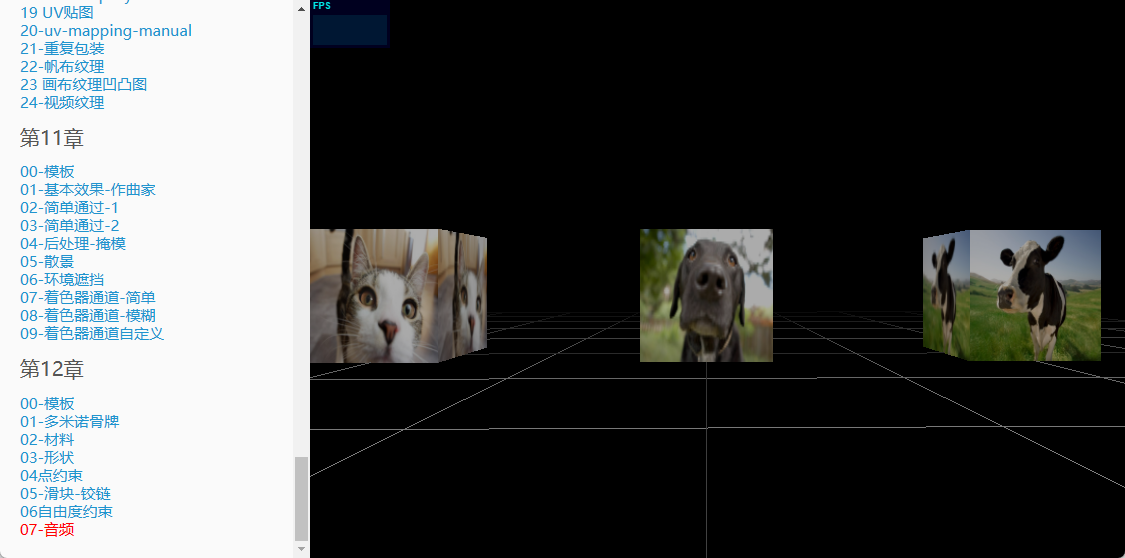 19 UV贴图
20-uv-mapping-manual
21-重复包装
22-帆布纹理
23 画布纹理凹凸图
24-视频纹理
第11章
00-模板
01-基本效果-作曲家
02-简单通过-1
03-简单通过-2
04-后处理-掩模
05-散景
06-环境遮挡
07-着色器通道-简单
08-着色器通道-模糊
09-着色器通道自定义
第12章
00-模板
01-多米诺骨牌
02-材料
03-形状
04点约束
05-滑块-铰链
06自由度约束
07-音频
FPS